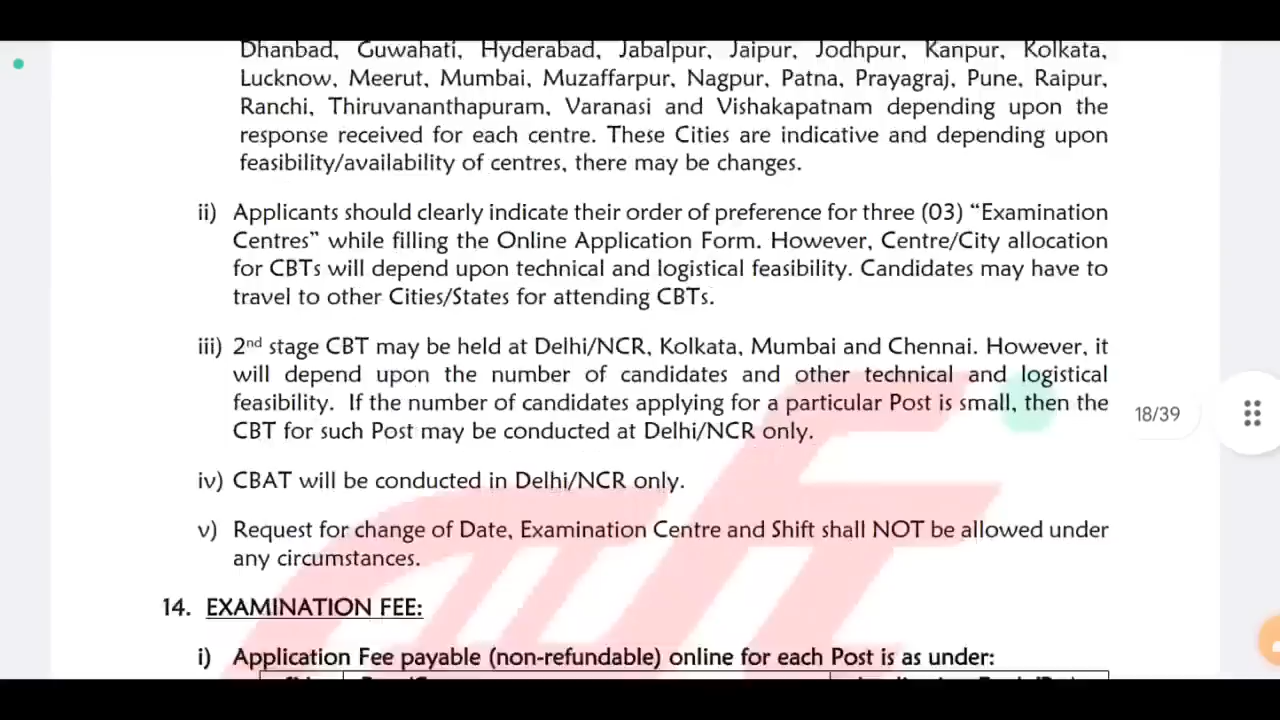 Dhanbad, Guwahati, Hyderabad, Jabalpur, Jaipur, Jodhpur, Kanpur, Kolkata,
Lucknow, Meerut, Mumbai, Muzaffarpur, Nagpur, Patna, Prayagraj, Pune, Raipur,
Ranchi, Thiruvananthapuram, Varanasi and Vishakapatnam depending upon the
response received for each centre. These Cities are indicative and depending upon
feasibility/availability of centres, there may be changes.
ii) Applicants should clearly indicate their order of preference for three (03) “Examination
Centres” while filling the Online Application Form. However, Centre/City allocation
for CBTs will depend upon technical and logistical feasibility. Candidates may have to
travel to other Cities/States for attending CBTs.
iii) 2nd stage CBT may be held at Delhi/NCR, Kolkata, Mumbai and Chennai. However, it
will depend upon the number of candidates and other technical and logistical
feasibility. If the number of candidates applying for a particular Post is small, then the
CBT for such Post may be conducted at Delhi/NCR only.
18/39
iv) CBAT will be conducted in Delhi/NCR only.
v) Request for change of Date, Examination Centre and Shift shall NOT be allowed under
any circumstances.
14. EXAMINATION FEE:
i) Application Fee payable (non-refundable) online for each Post is as under: